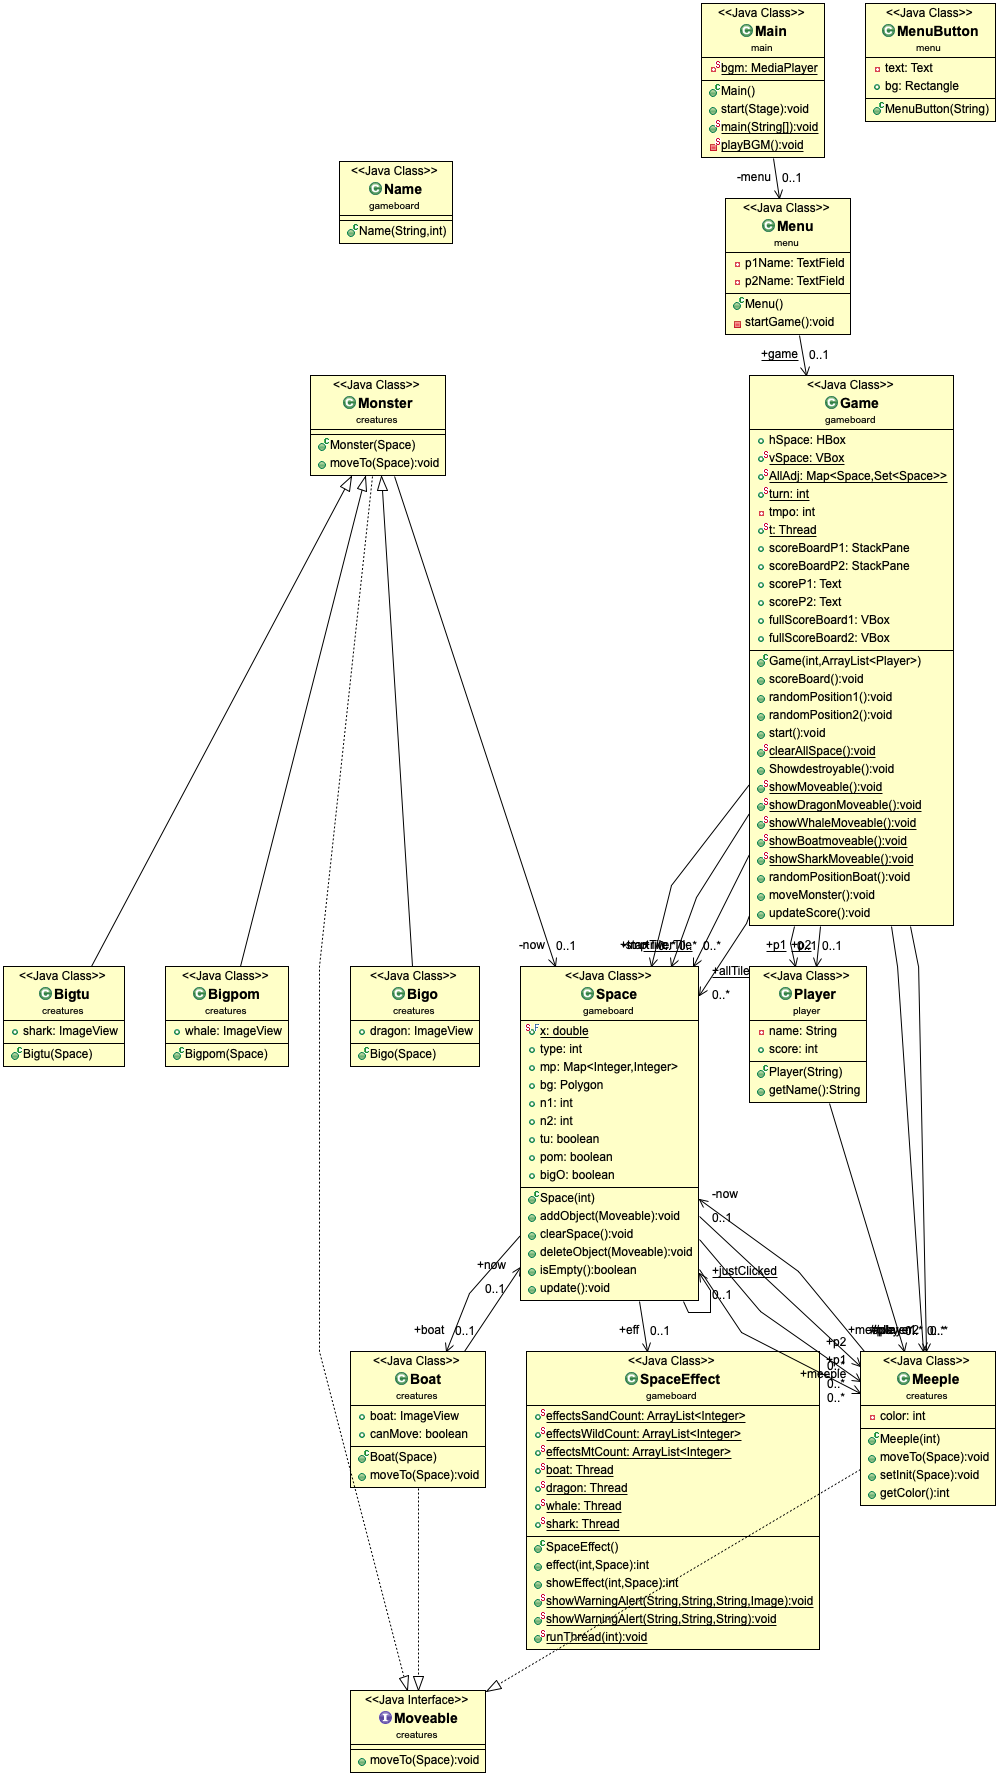 <<Java Class>>
Main
main
bgm: MediaPlayer
Main()
start(Stage):void
main(String[]):void
playBGM():void
<<Java Class>>
MenuButton
menu
text: Text
bg: Rectangle
MenuButton(String)
-menu 0..1
<<Java Class>>
Name
gameboard
Name(String,int)
<<Java Class>>
Menu
menu
p1Name: TextField
p2Name: TextField
Menu()
startGame():void
+game 0..1
<<Java Class>>
Monster
creatures
Monster(Space)
moveTo(Space):void
<<Java Class>>
Game
gameboard
hSpace: HBox
vSpace: VBox
AllAdj: Map<Space,Set<Space>>
turn: int
tmpo: int
t: Thread
scoreBoardP1: StackPane
scoreBoardP2: StackPane
scoreP1: Text
scoreP2: Text
fullScoreBoard1: VBox
fullScoreBoard2: VBox
Game(int,ArrayList<Player>)
scoreBoard():void
randomPosition1():void
randomPosition2():void
start():void
clearAllSpace():void
Showdestroyable():void
showMoveable():void
showDragonMoveable():void
showWhaleMoveable():void
showBoatmoveable():void
showSharkMoveable():void
randomPositionBoat():void
moveMonster():void
updateScore():void
-now 0..1
0..*
+allTile
0..*
+p1
+p2
0..1
<<Java Class>>
Bigtu
creatures
shark: ImageView
Bigtu(Space)
<<Java Class>>
Bigpom
creatures
whale: ImageView
Bigpom(Space)
<<Java Class>>
Bigo
creatures
dragon: ImageView
Bigo(Space)
<<Java Class>>
Space
gameboard
x: double
type: int
mp: Map<Integer,Integer>
bg: Polygon
n1: int
n2: int
tu: boolean
pom: boolean
bigO: boolean
Space(int)
addObject(Moveable):void
clearSpace():void
deleteObject(Moveable):void
isEmpty():boolean
update():void
<<Java Class>>
Player
player
name: String
score: int
Player(String)
getName():String
-now
0..1
+now
0..1
+justClicked
0..1
+boat 0..1
+eff 0..1
+p2
0..*
+p1
0..*
+meeple
0..*
<<Java Class>>
Boat
creatures
boat: ImageView
canMove: boolean
Boat(Space)
moveTo(Space):void
<<Java Class>>
SpaceEffect
gameboard
effectsSandCount: ArrayList<Integer>
effectsWildCount: ArrayList<Integer>
effectsMtCount: ArrayList<Integer>
boat: Thread
dragon: Thread
whale: Thread
shark: Thread
SpaceEffect()
effect(int,Space):int
showEffect(int,Space):int
showWarningAlert(String,String,String,Image):void
showWarningAlert(String,String,String):void
runThread(int):void
<<Java Class>>
Meeple
creatures
color: int
Meeple(int)
moveTo(Space):void
setInit(Space):void
getColor():int
<<Java Interface>>
Moveable
creatures
moveTo(Space):void